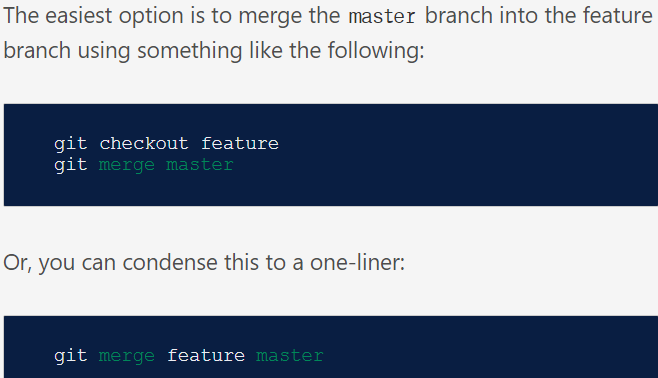 The easiest option is to merge the master branch into the feature
branch using something like the following:
git checkout feature
git merge master
Or, you can condense this to a one-liner:
git merge feature master